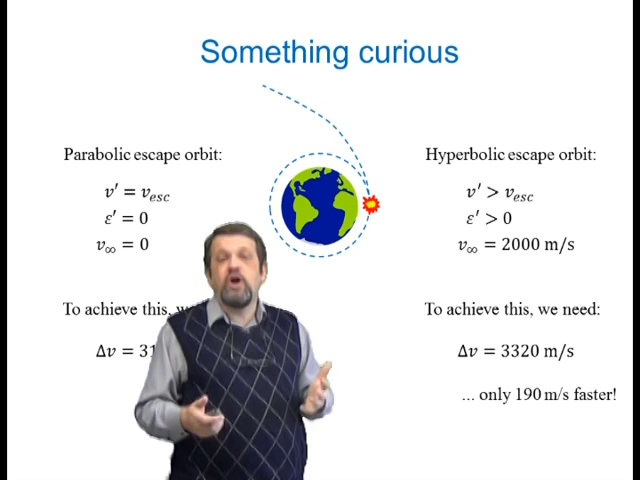 Something curious
Parabolic escape orbit:
v′ = v_esc
ε′ = 0
v_∞ = 0
To achieve this, w
Δv = 31
Hyperbolic escape orbit:
v′ > v_esc
ε′ > 0
v_∞ = 2000 m/s
To achieve this, we need:
Δv = 3320 m/s
... only 190 m/s faster!